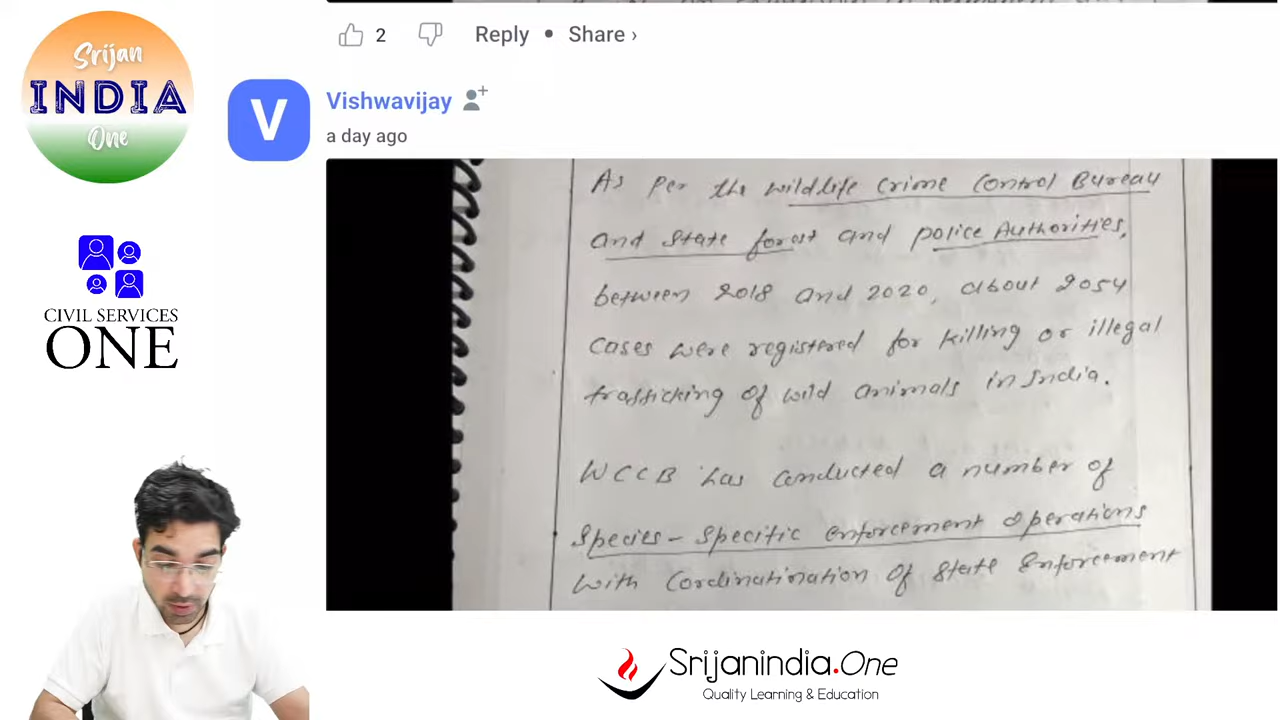 2
Reply • Share ›
Srijan
INDIA
One
Vishwavijay
a day ago
V
CIVIL SERVICES
ONE
As per the wildlife crime control Bureau
and state forest and police Authorities,
between 2018 and 2020, about 2054
cases were registered for killing or illegal
trafficking of wild animals in India.
WCCB has conducted a number of
Species-specific enforcement operations
with Cordinatination of state Enforcement
Srijanindia.One
Quality Learning & Education